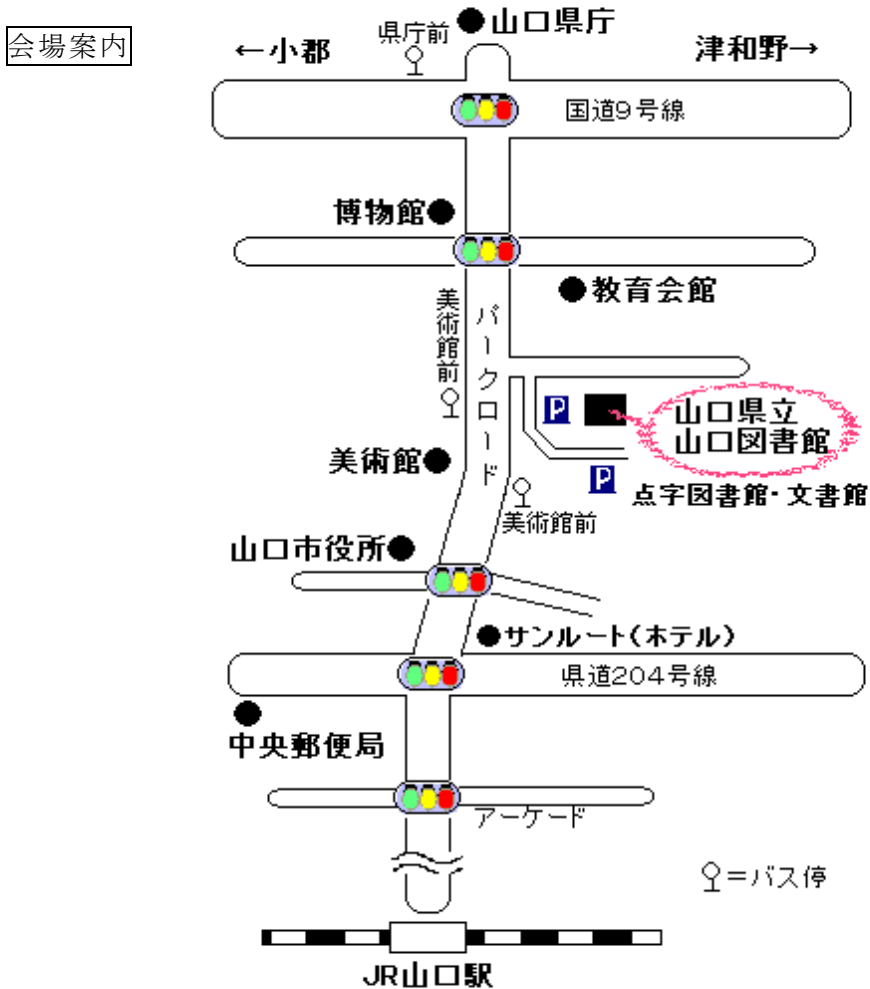 会場案内
県庁前
●山口県庁
←小郡
津和野→
国道9号線
博物館●
●教育会館
美術館前
パークロード
P
山口県立
山口図書館
美術館●
P
点字図書館・文書館
美術館前
山口市役所●
●サンルート(ホテル)
県道204号線
中央郵便局
アーケード
=バス停
JR山口駅